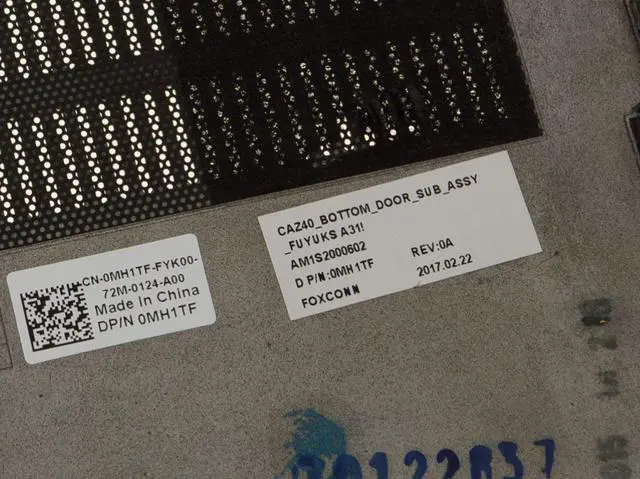 CN-0MH1TF-FYK00-
72M-0124-A00
Made In China
DP/N 0MH1TF
CAZ40_BOTTOM_DOOR_SUB_ASSY
_FUYUKS A31!
AM1S2000602
D P/N:0MH1TF REV:0A
FOXCONN 2017.02.22